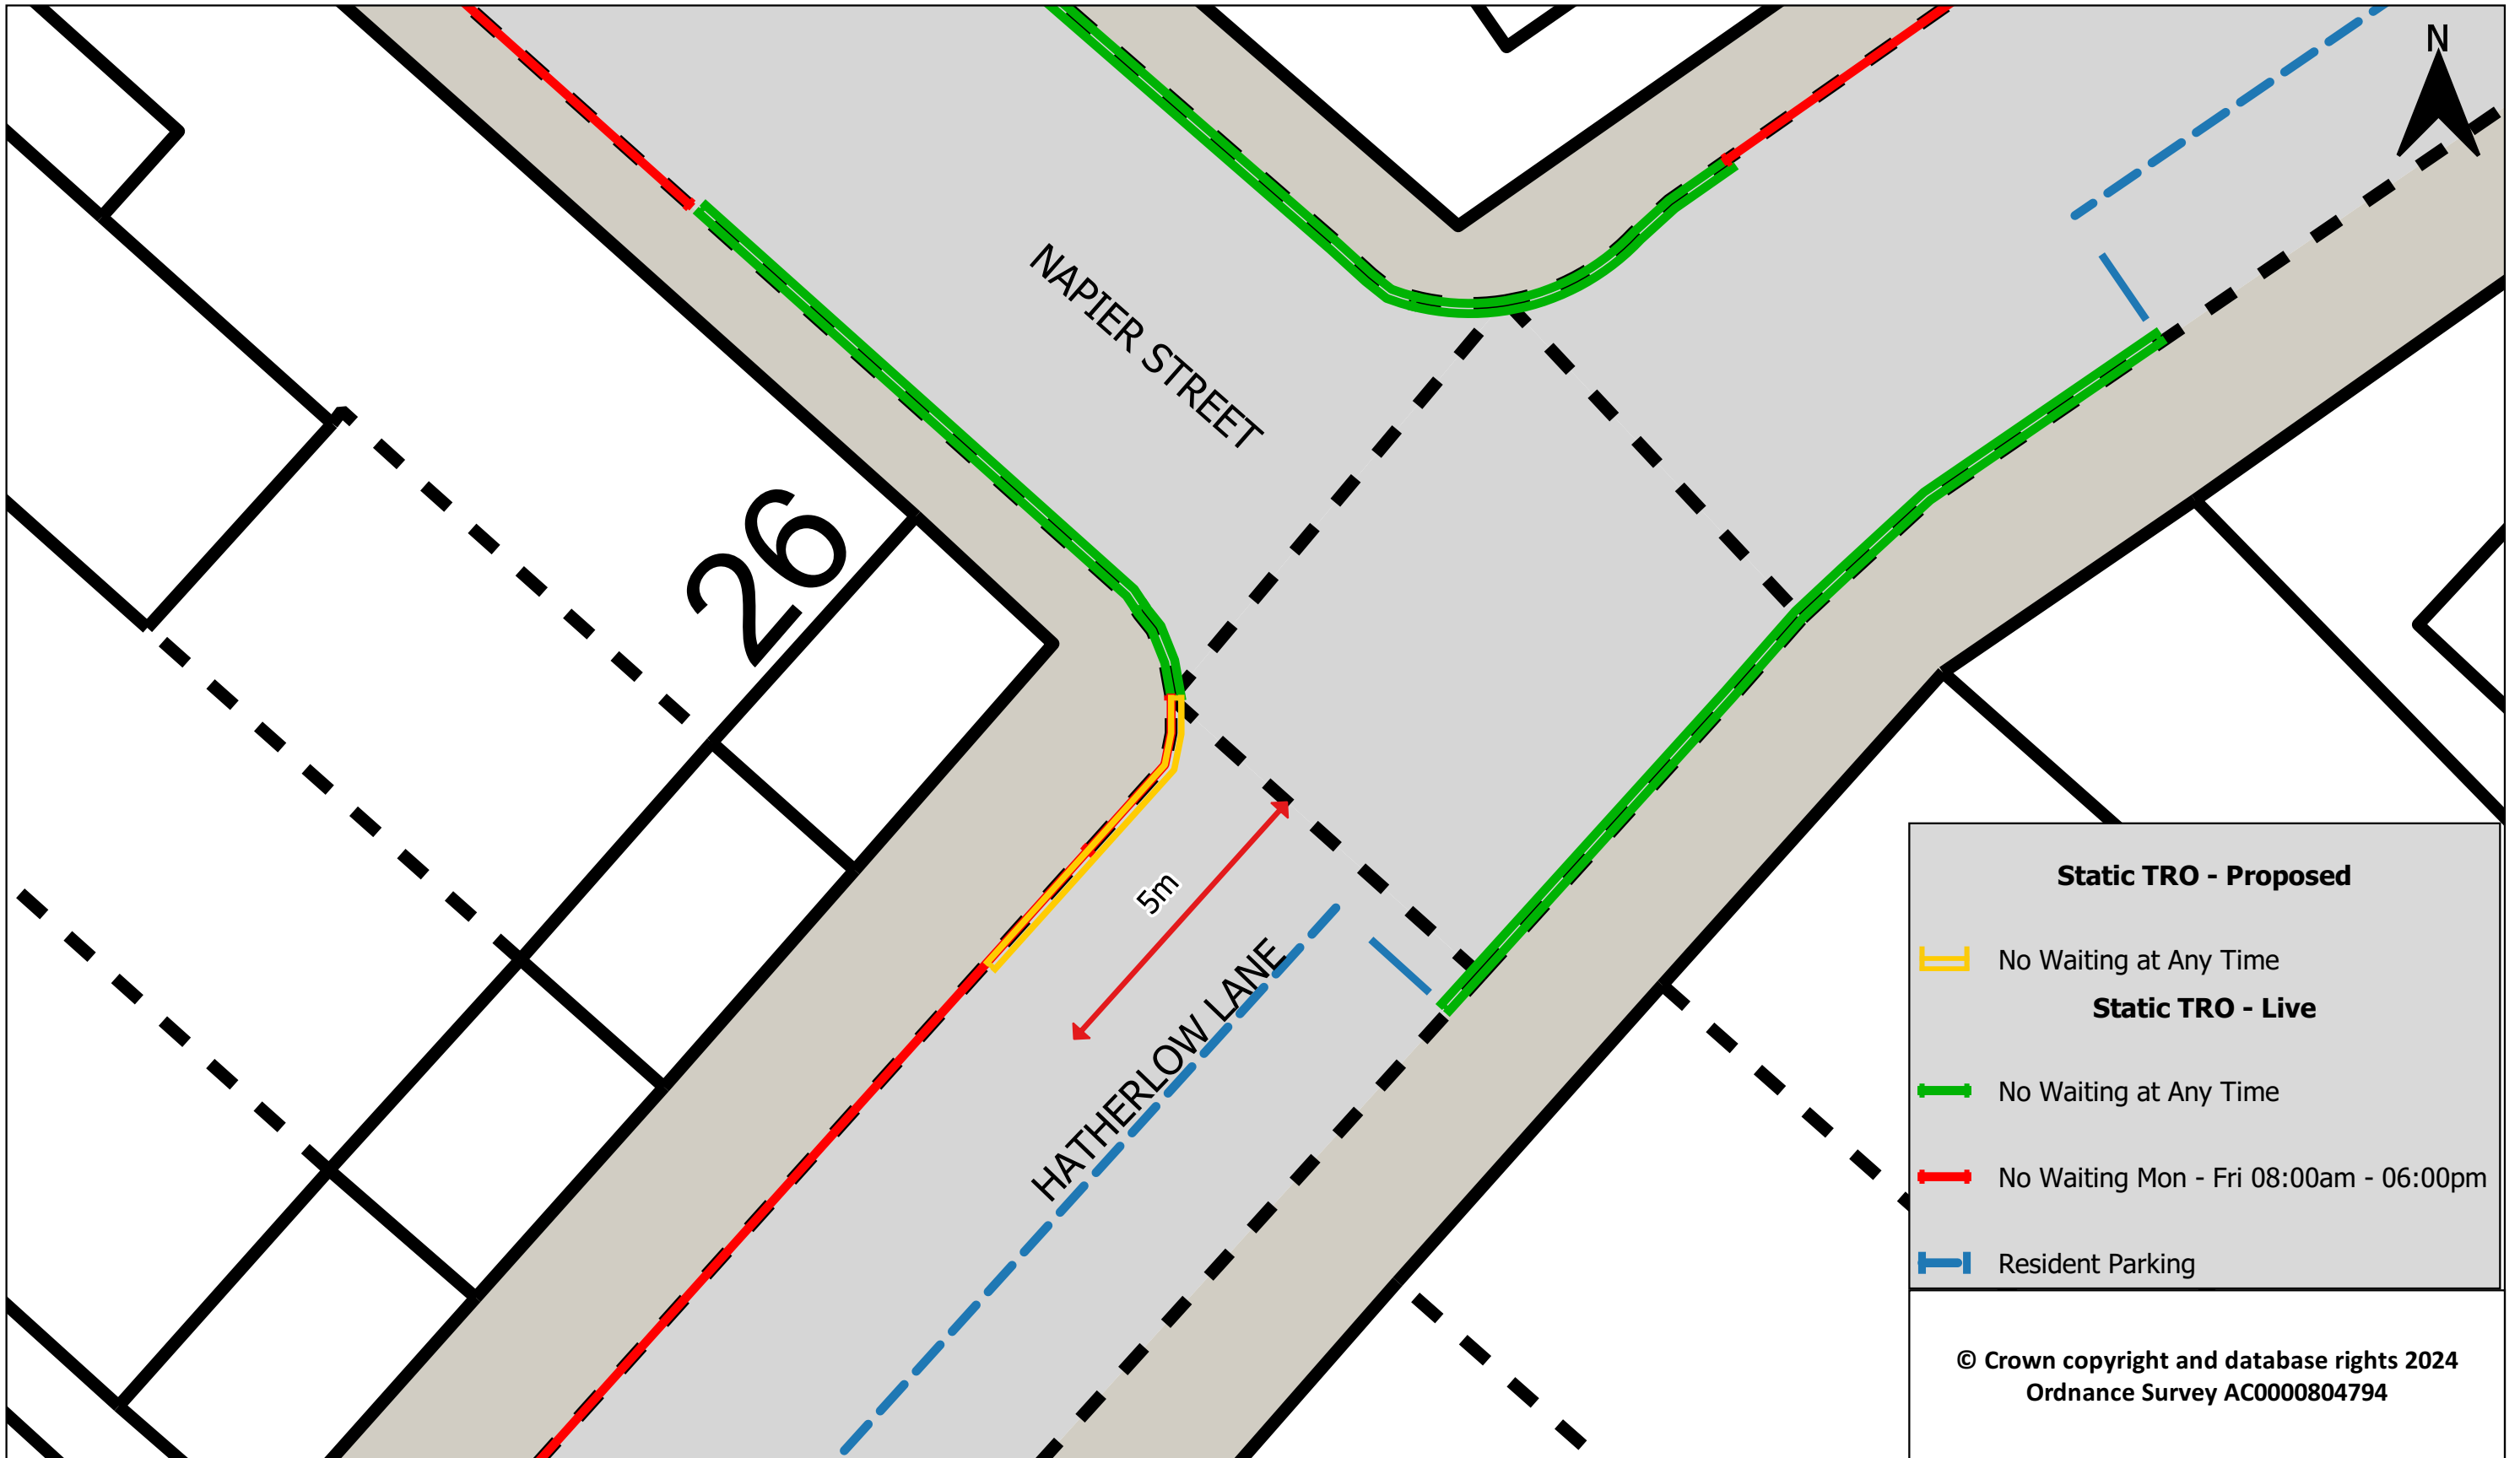 N
NAPIER STREET
26
5m
HATHERLOW LANE
Static TRO - Proposed
No Waiting at Any Time
Static TRO - Live
No Waiting at Any Time
No Waiting Mon - Fri 08:00am - 06:00pm
Resident Parking
© Crown copyright and database rights 2024
Ordnance Survey AC0000804794